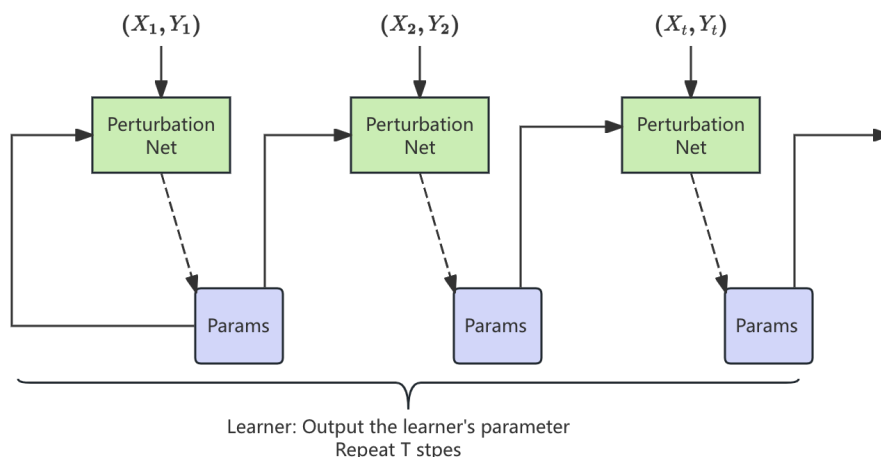 (X₁, Y₁)
(X₂, Y₂)
(Xₜ, Yₜ)
Perturbation
Net
Perturbation
Net
Perturbation
Net
Params
Params
Params
Learner: Output the learner's parameter
Repeat T stpes